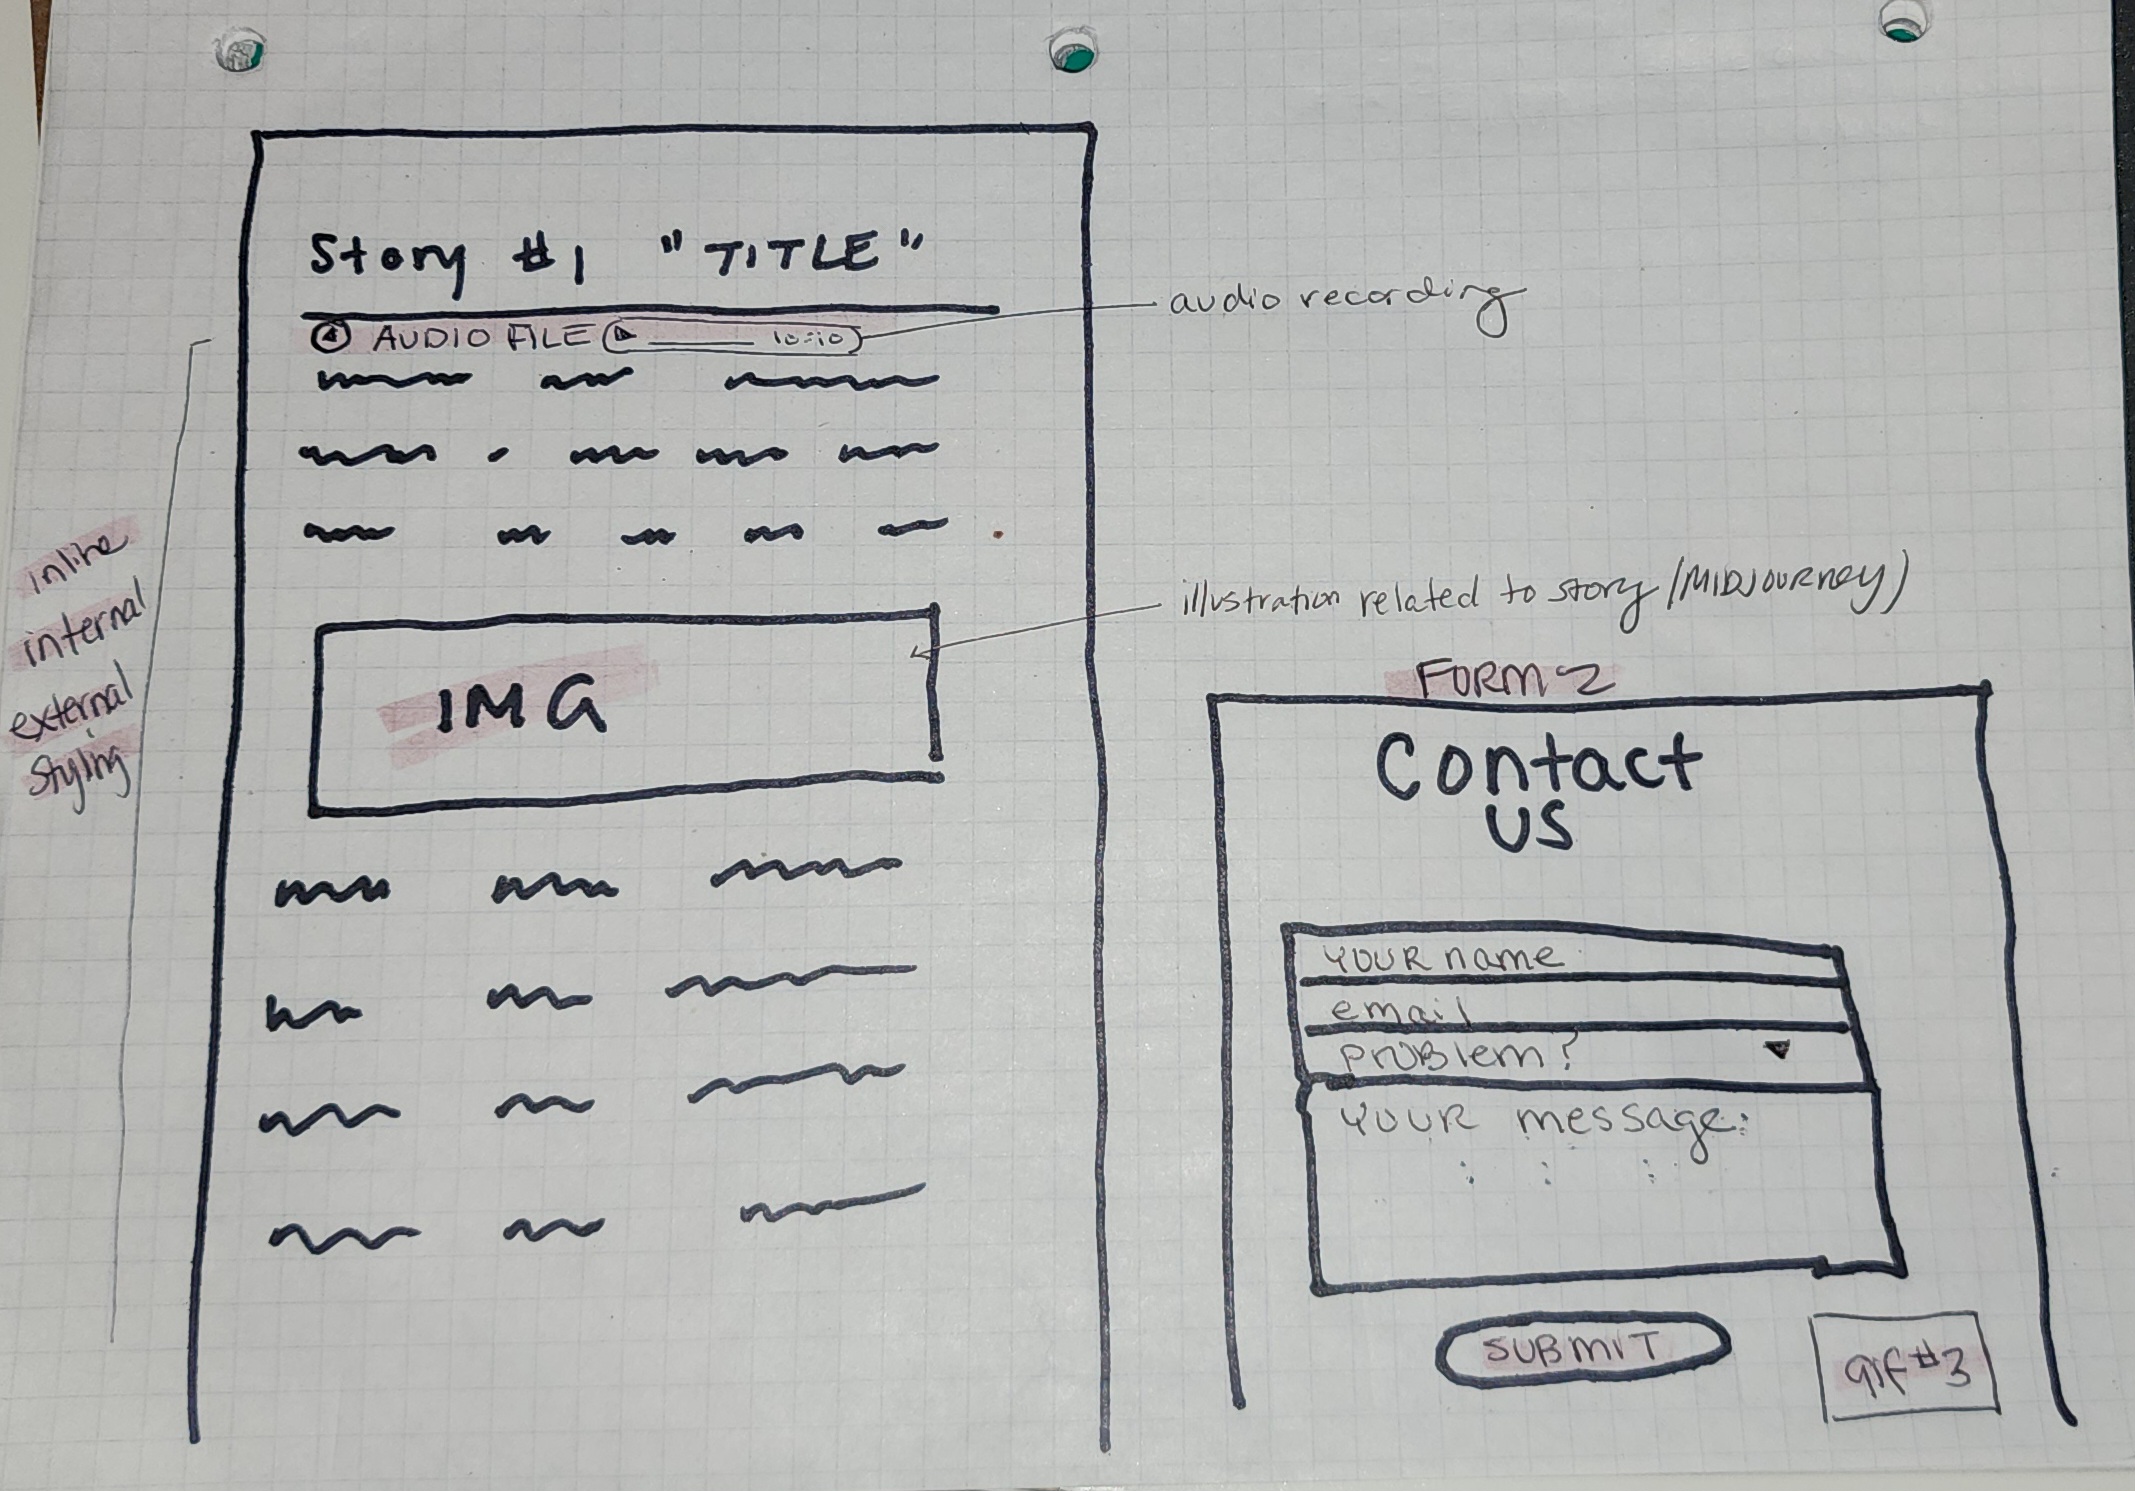 Story #1 "TITLE"
AUDIO FILE 10:10
audio recording
inline
internal
external
styling
illustration related to story (MIDJOURNEY)
IMG
FORM 2
Contact
US
YOUR name
email
PROBlem?
YOUR message:
SUBMIT
gif #3